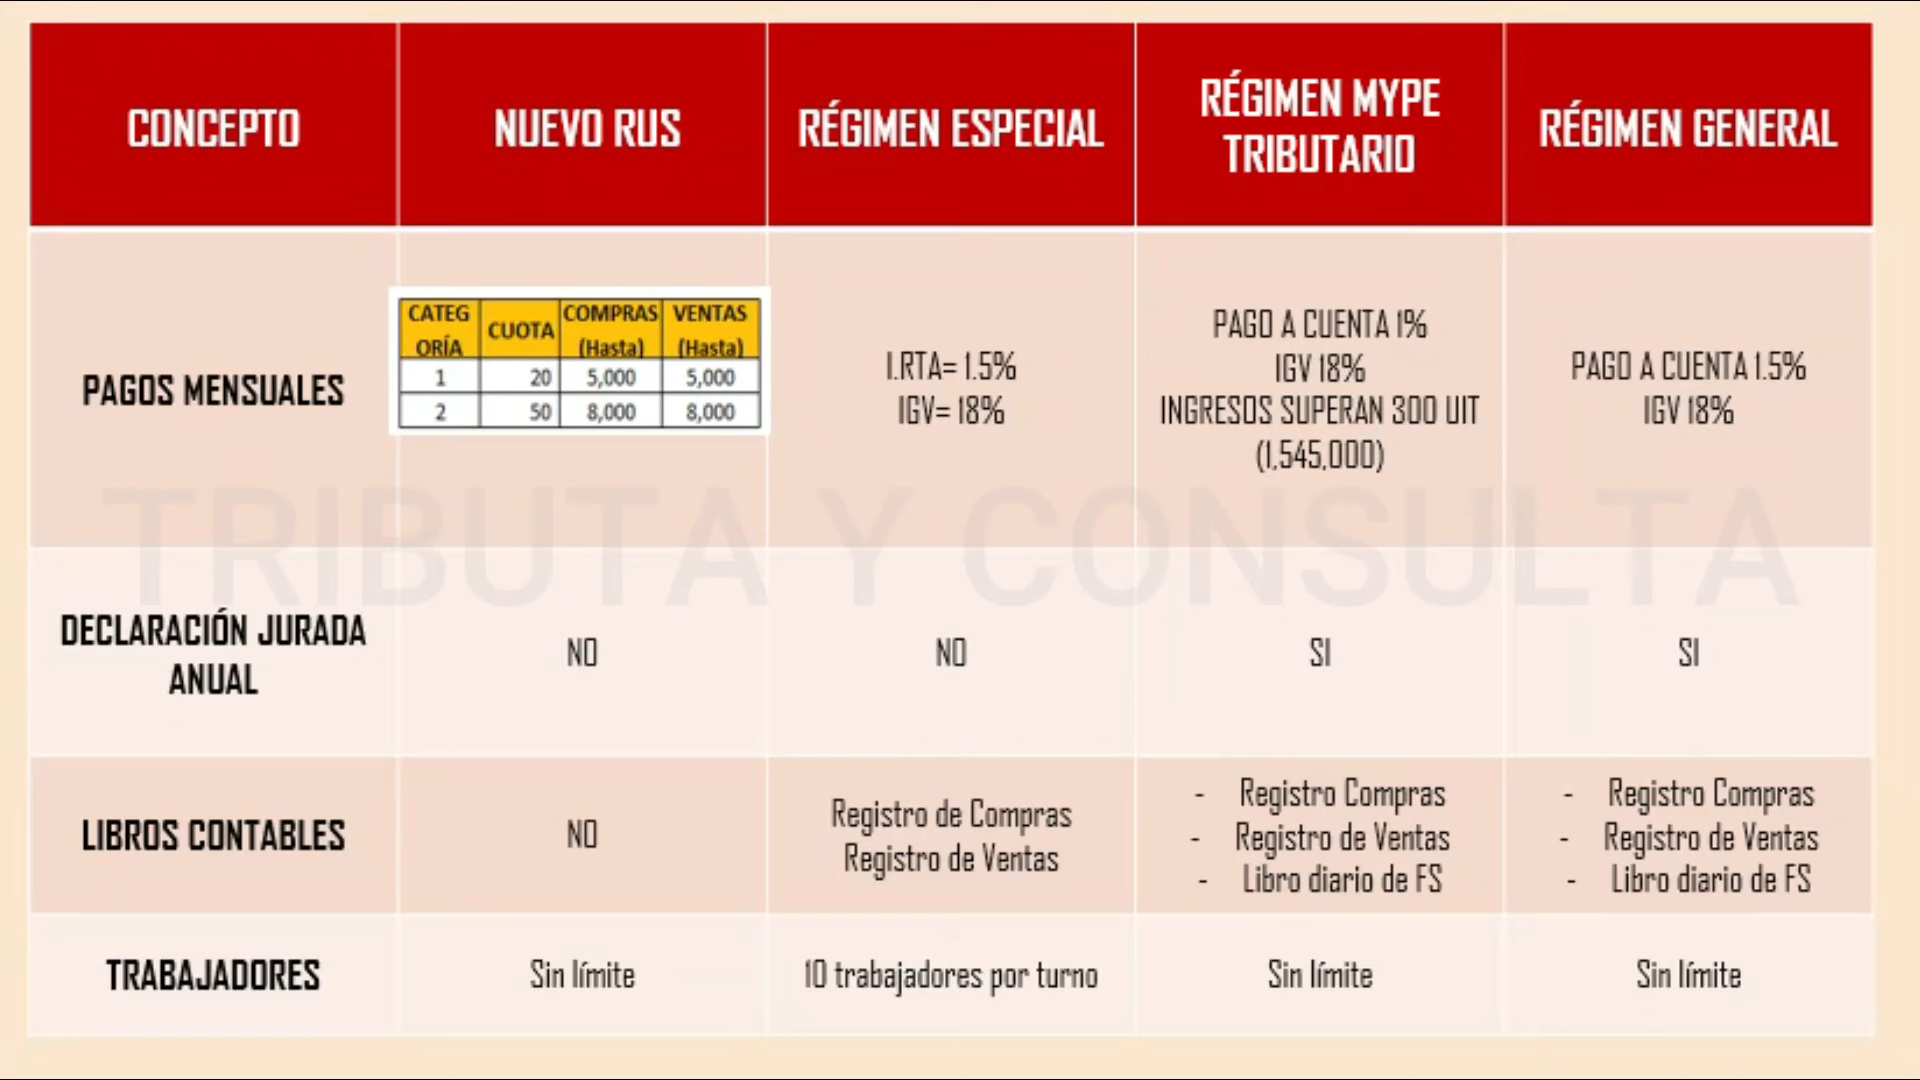 CONCEPTO
NUEVO RUS
RÉGIMEN ESPECIAL
RÉGIMEN MYPE
TRIBUTARIO
RÉGIMEN GENERAL
PAGOS MENSUALES
CATEG
ORÍA
CUOTA
COMPRAS
(Hasta)
VENTAS
(Hasta)
1 20 5,000 5,000
2 50 8,000 8,000
I.RTA= 1.5%
IGV= 18%
PAGO A CUENTA 1%
IGV 18%
INGRESOS SUPERAN 300 UIT
(1,545,000)
PAGO A CUENTA 1.5%
IGV 18%
TRIBUTA Y CONSULTA
DECLARACIÓN JURADA
ANUAL
NO
NO
SI
SI
LIBROS CONTABLES
NO
Registro de Compras
Registro de Ventas
- Registro Compras
- Registro de Ventas
- Libro diario de FS
- Registro Compras
- Registro de Ventas
- Libro diario de FS
TRABAJADORES
Sin límite
10 trabajadores por turno
Sin límite
Sin límite